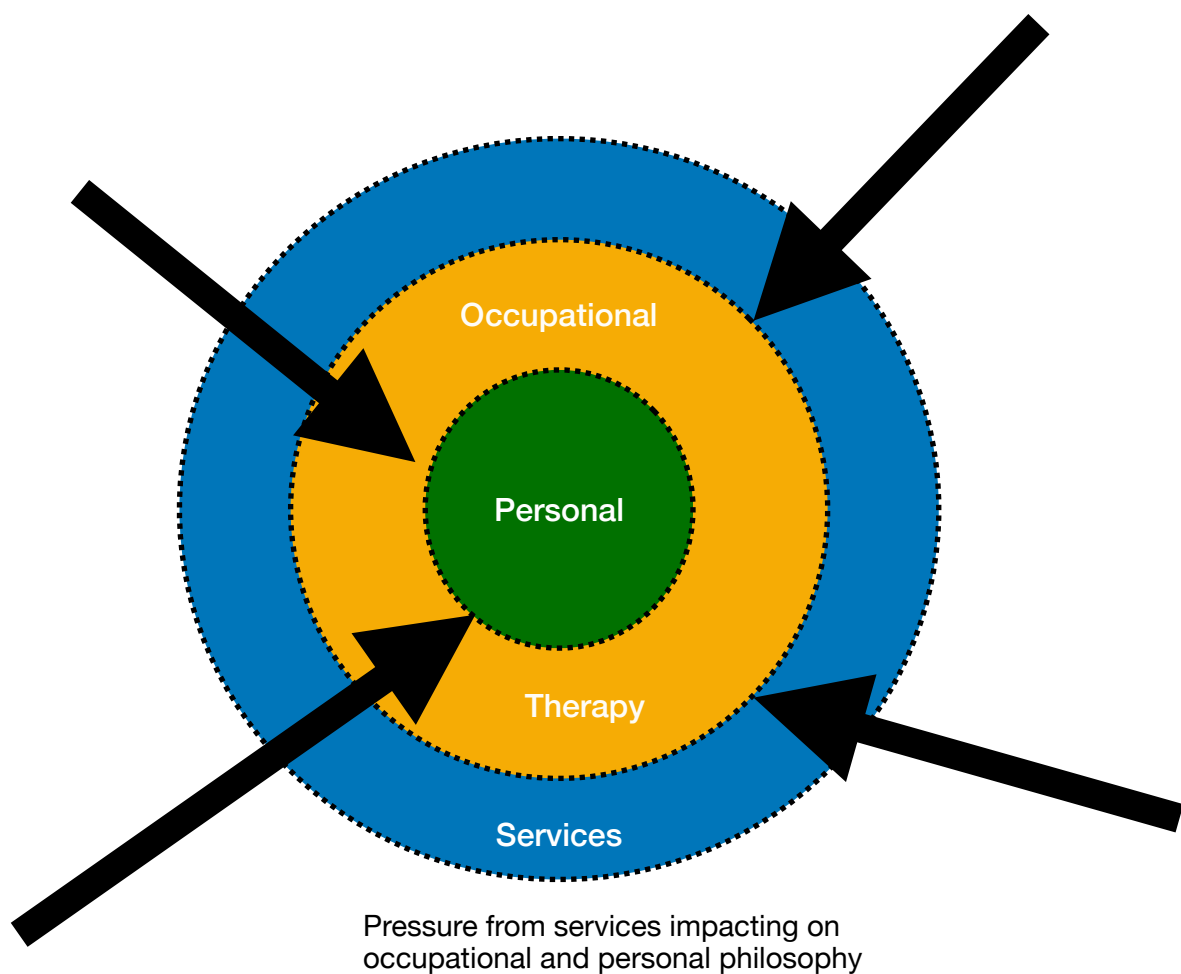 Occupational
Personal
Therapy
Services
Pressure from services impacting on
occupational and personal philosophy